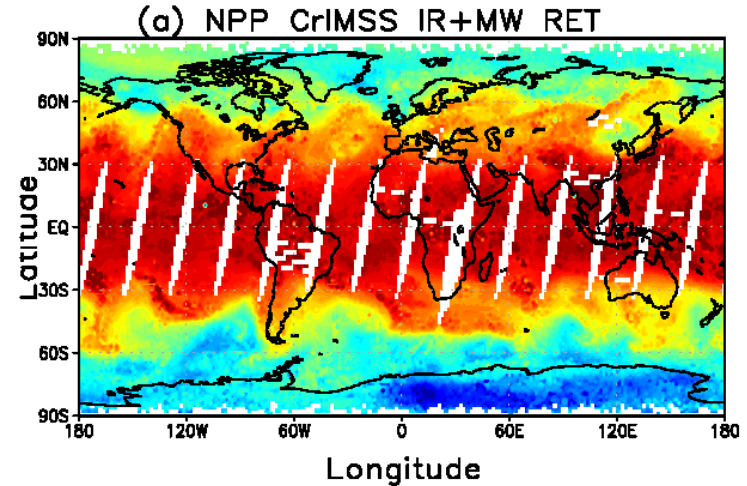 (a) NPP CrIMSS IR+MW RET
90N
60N
30N
EQ
30S
60S
90S
Latitude
180 120W 60W 0 60E 120E 180
Longitude